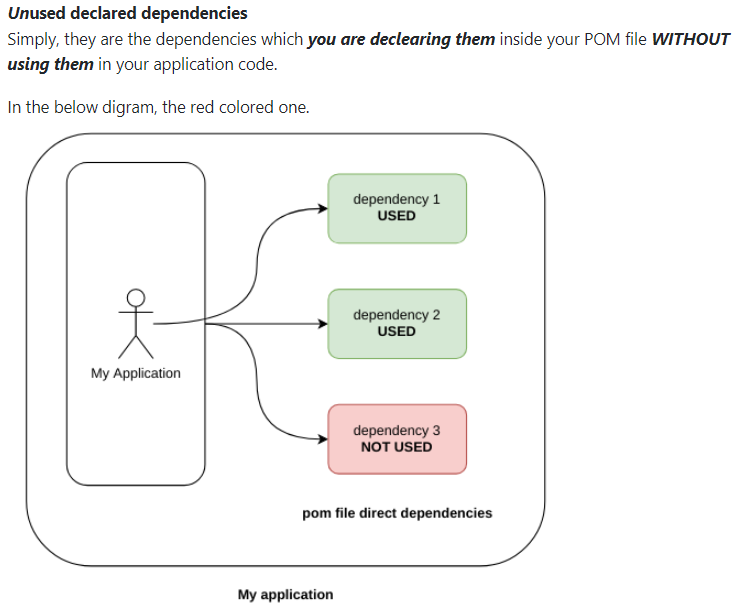 Unused declared dependencies
Simply, they are the dependencies which you are declearing them inside your POM file WITHOUT
using them in your application code.
In the below digram, the red colored one.
dependency 1
USED
dependency 2
USED
My Application
dependency 3
NOT USED
pom file direct dependencies
My application